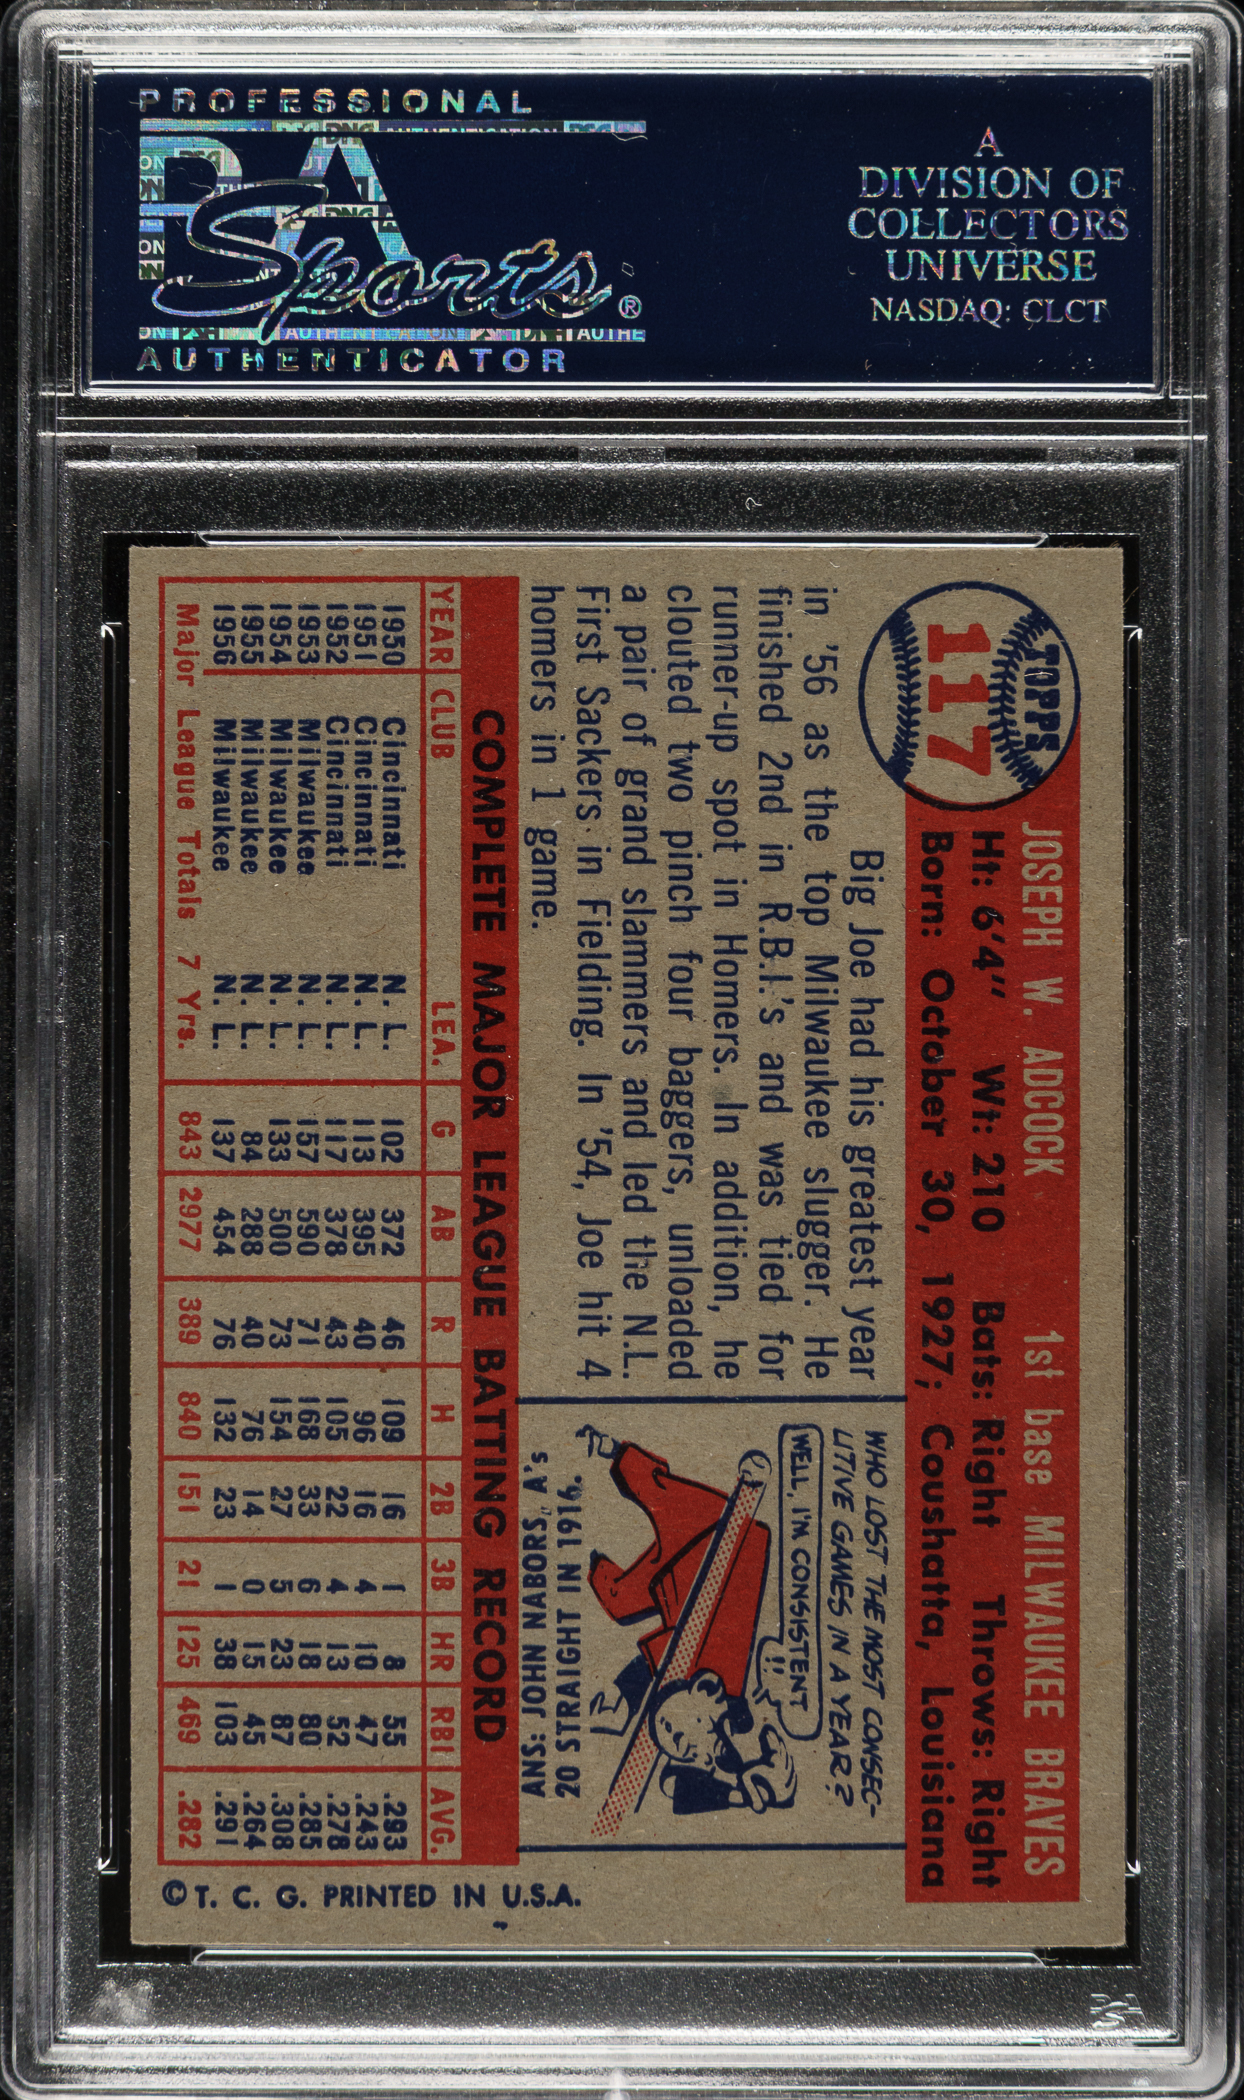 PROFESSIONAL
PSA
Sports®
AUTHENTICATOR
A
DIVISION OF
COLLECTORS
UNIVERSE
NASDAQ: CLCT
TOPPS
117
JOSEPH W. ADCOCK 1st base MILWAUKEE BRAVES
Ht: 6'4" Wt: 210 Bats: Right Throws: Right
Born: October 30, 1927; Coushatta, Louisiana
Big Joe had his greatest year
in '56 as the top Milwaukee slugger. He
finished 2nd in R.B.I.'s and was tied for
runner-up spot in Homers. In addition, he
clouted two pinch four baggers, unloaded
a pair of grand slammers and led the N.L.
First Sackers in Fielding. In '54, Joe hit 4
homers in 1 game.
WHO LOST THE MOST CONSEC-
UTIVE GAMES IN A YEAR?
WELL, I'M CONSISTENT
!!
ANS: JOHN NABORS, A's
20 STRAIGHT IN 1916.
COMPLETE MAJOR LEAGUE BATTING RECORD
YEAR CLUB LEA. G AB R H 2B 3B HR RBI AVG.
1950 Cincinnati N. L. 102 372 46 109 16 1 8 55 .293
1951 Cincinnati N. L. 113 395 40 96 16 4 10 47 .243
1952 Cincinnati N. L. 117 378 43 105 22 4 13 52 .278
1953 Milwaukee N. L. 157 590 71 168 33 6 18 80 .285
1954 Milwaukee N. L. 133 500 73 154 27 5 23 87 .308
1955 Milwaukee N. L. 84 288 40 76 14 0 15 45 .264
1956 Milwaukee N. L. 137 454 76 132 23 1 38 103 .291
Major League Totals 7 Yrs. 843 2977 389 840 151 21 125 469 .282
© T. C. G. PRINTED IN U.S.A.